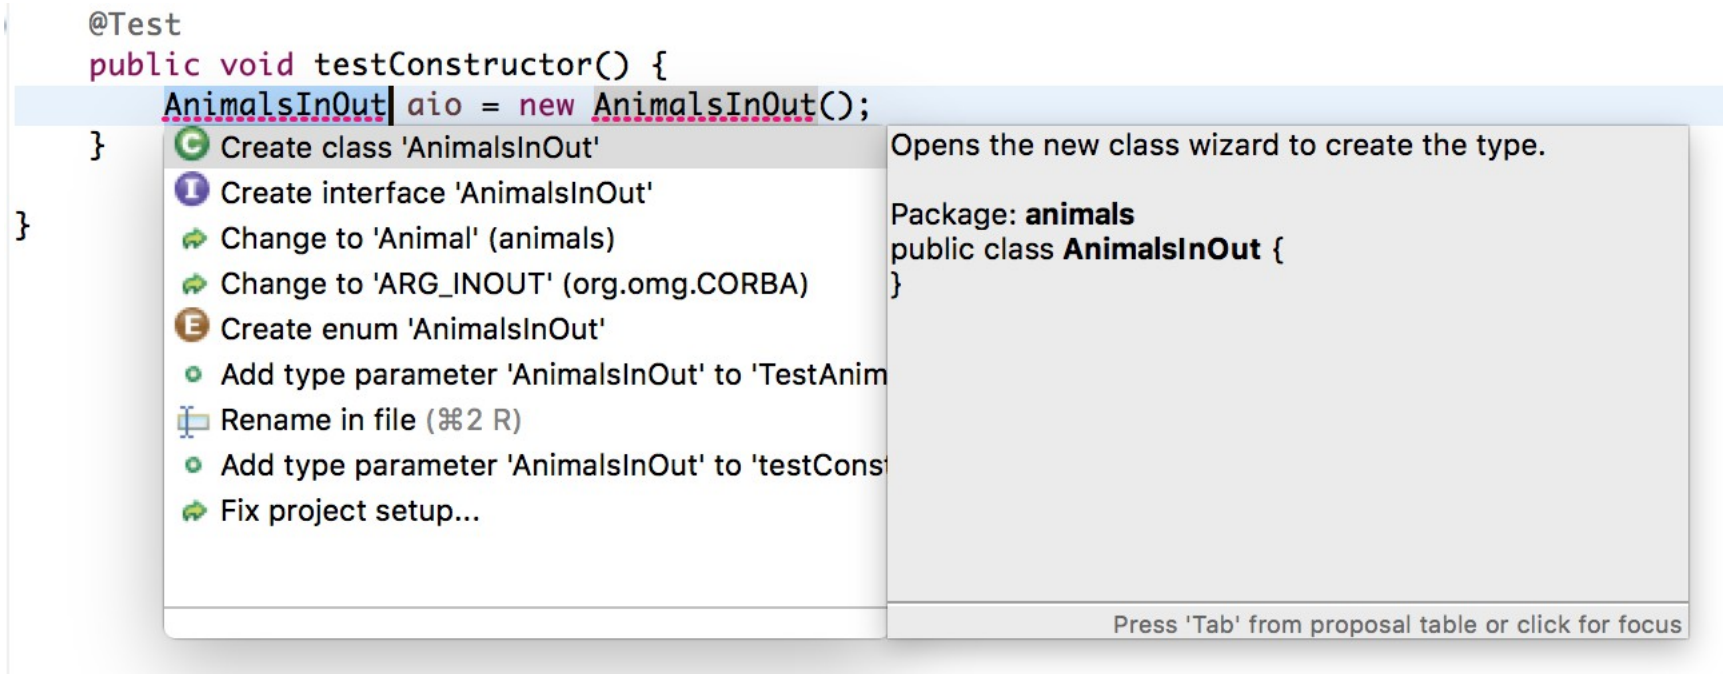 @Test
public void testConstructor() {
AnimalsInOut aio = new AnimalsInOut();
}
}
C Create class 'AnimalsInOut'
I Create interface 'AnimalsInOut'
Change to 'Animal' (animals)
Change to 'ARG_INOUT' (org.omg.CORBA)
E Create enum 'AnimalsInOut'
Add type parameter 'AnimalsInOut' to 'TestAnim
Rename in file (⌘2 R)
Add type parameter 'AnimalsInOut' to 'testConst
Fix project setup...
Opens the new class wizard to create the type.
Package: animals
public class AnimalsInOut {
}
Press 'Tab' from proposal table or click for focus